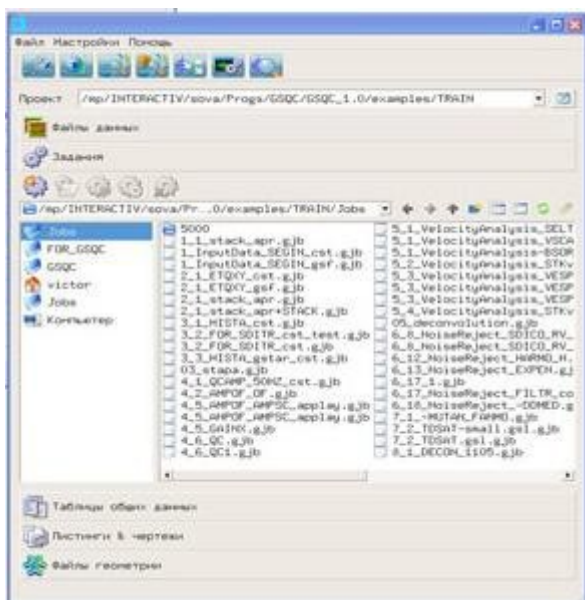 Файл Настройки Помощь
Проект /mp/INTERACTIV/sova/Progs/GSQC/GSQC_1.0/examples/TRAIN
Файлы данных
Задания
/mp/INTERACTIV/sova/Pr...0/examples/TRAIN/Jobs
Jobs
FOR_GSQC
GSQC
victor
Jobs
Компьютер
5000
1_1_stack_apr.gjb
1_InputData_SEGIN_cst.gjb
1_InputData_SEGIN_gsf.gjb
2_1_ETQXY_cst.gjb
2_1_ETQXY_gsf.gjb
2_1_stack_apr.gjb
2_1_stack_apr+STACK.gjb
3_1_HISTA_cst.gjb
3_2_FOR_SDITR_cst_test.gjb
3_2_FOR_SDITR_cst.gjb
3_3_HISTA_gstar_cst.gjb
03_stapa.gjb
4_1_QCAMP_50HZ_cst.gjb
4_2_AMPOF_OF.gjb
4_5_AMPOF_AMPSC_applay.gjb
4_5_AMPOF_AMPSC_applay.gjb
4_5_GAINX.gjb
4_6_QC.gjb
4_6_QC1.gjb
5_1_VelocityAnalysis_SELT
5_1_VelocityAnalysis_VSCA
5_1_VelocityAnalysis-BSOR
5_2_VelocityAnalysis_STKv
5_3_VelocityAnalysis_VESP
5_3_VelocityAnalysis_VESP
5_3_VelocityAnalysis_VESP
5_4_VelocityAnalysis_STKv
05_deconvolution.gjb
6_8_NoiseReject_SDICO_RV_
6_8_NoiseReject_SDICO_RV_
6_12_NoiseReject_HARMO_M.
6_13_NoiseReject_EXPEN.gj
6_17_1.gjb
6_17_NoiseReject_FILTR_co
6_18_NoiseReject_-DDMED.g
7_1_-MGTAN_FANMO.gjb
7_2_TDSAT-small.gsl.gjb
7_2_TDSAT.gsl.gjb
8_1_DECON_1105.gjb
Таблицы общих данных
Листинги & чертежи
Файлы геометрии